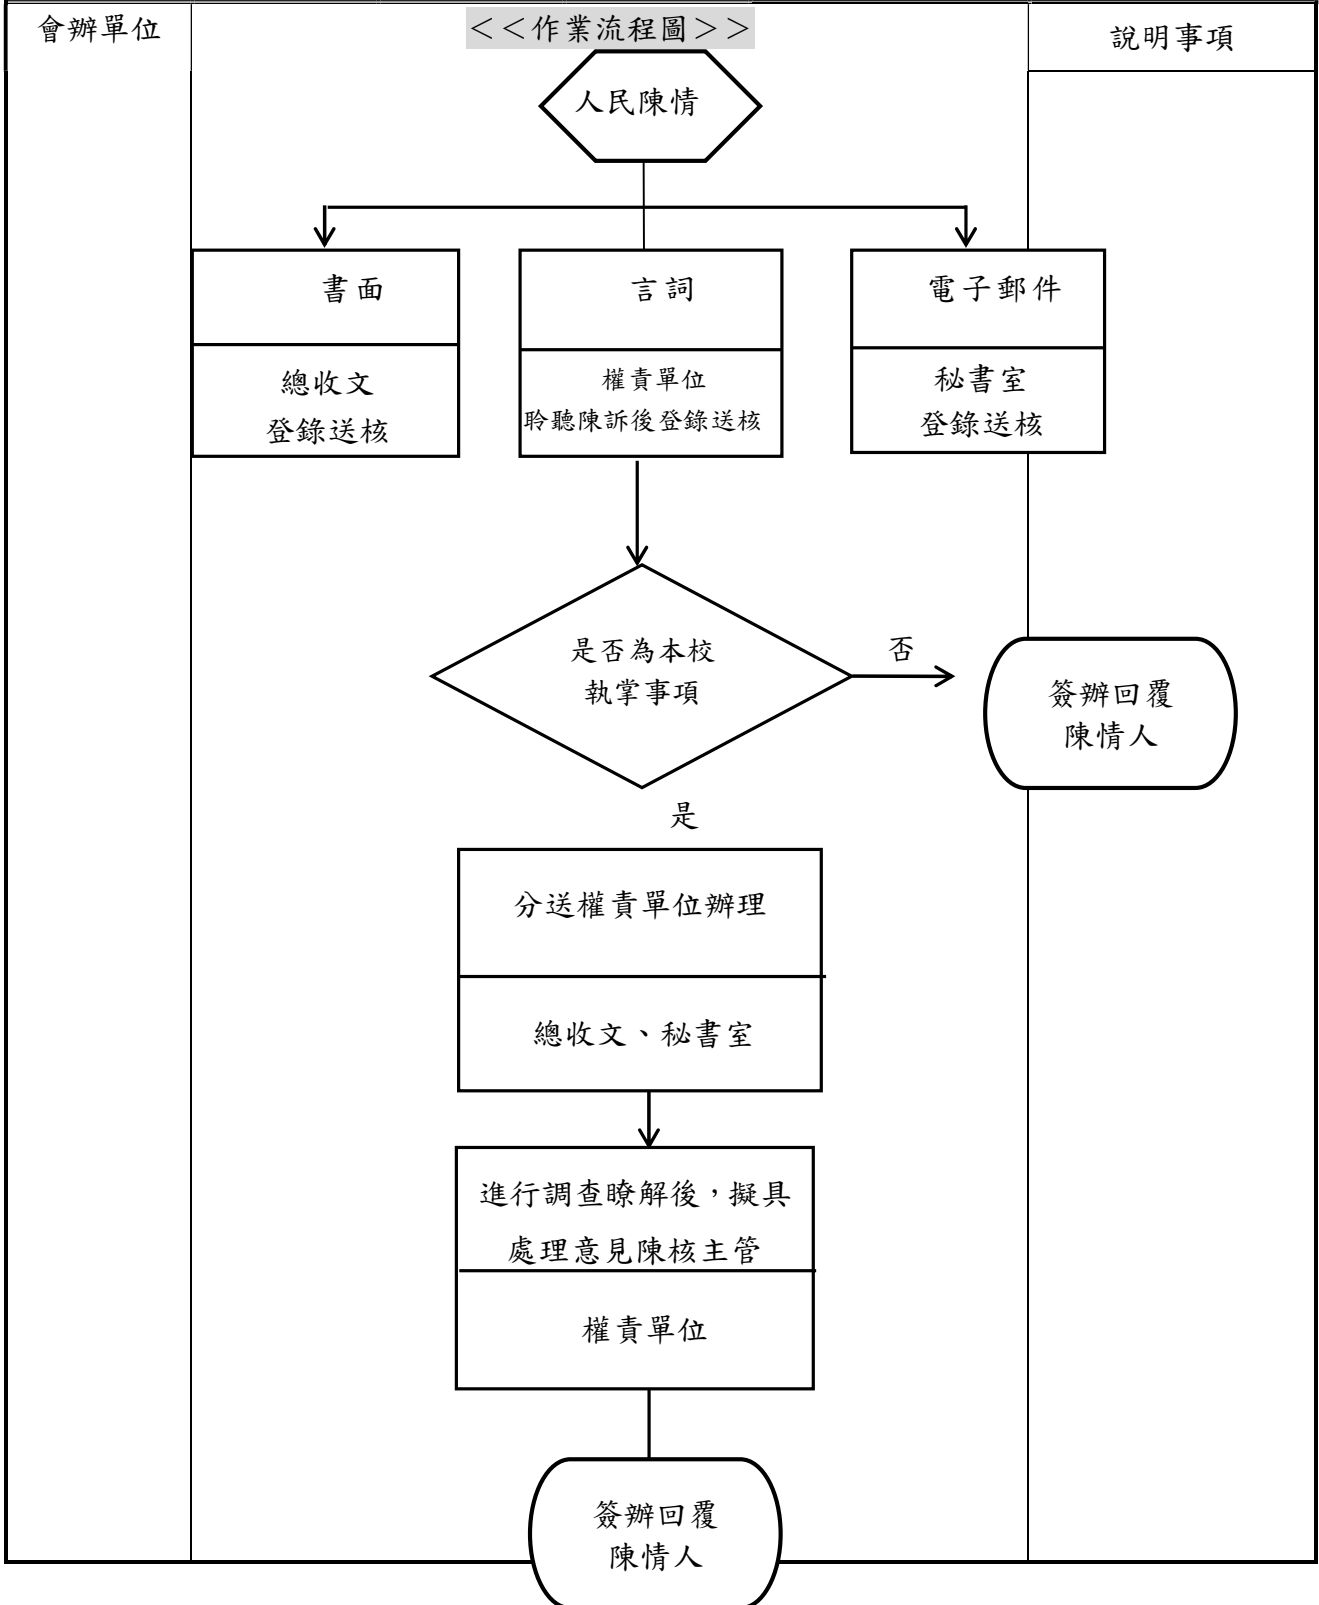 會辦單位
<<作業流程圖>>
說明事項
人民陳情
書面
言詞
電子郵件
總收文
登錄送核
權責單位
聆聽陳訴後登錄送核
秘書室
登錄送核
是否為本校
執掌事項
否
簽辦回覆
陳情人
是
分送權責單位辦理
總收文、秘書室
進行調查瞭解後，擬具
處理意見陳核主管
權責單位
簽辦回覆
陳情人